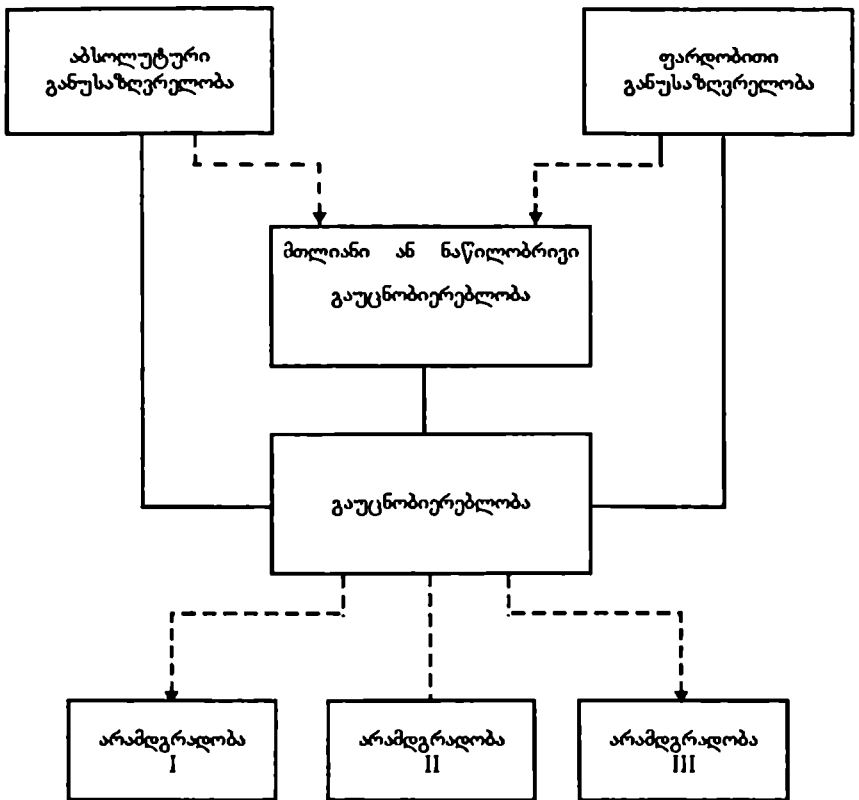 აბსოლუტური
განუსაზღვრელობა
ფარდობითი
განუსაზღვრელობა
მთლიანი ან ნაწილობრივი
გაუცნობიერებლობა
გაუცნობიერებლობა
არამდგრადობა
I
არამდგრადობა
II
არამდგრადობა
III